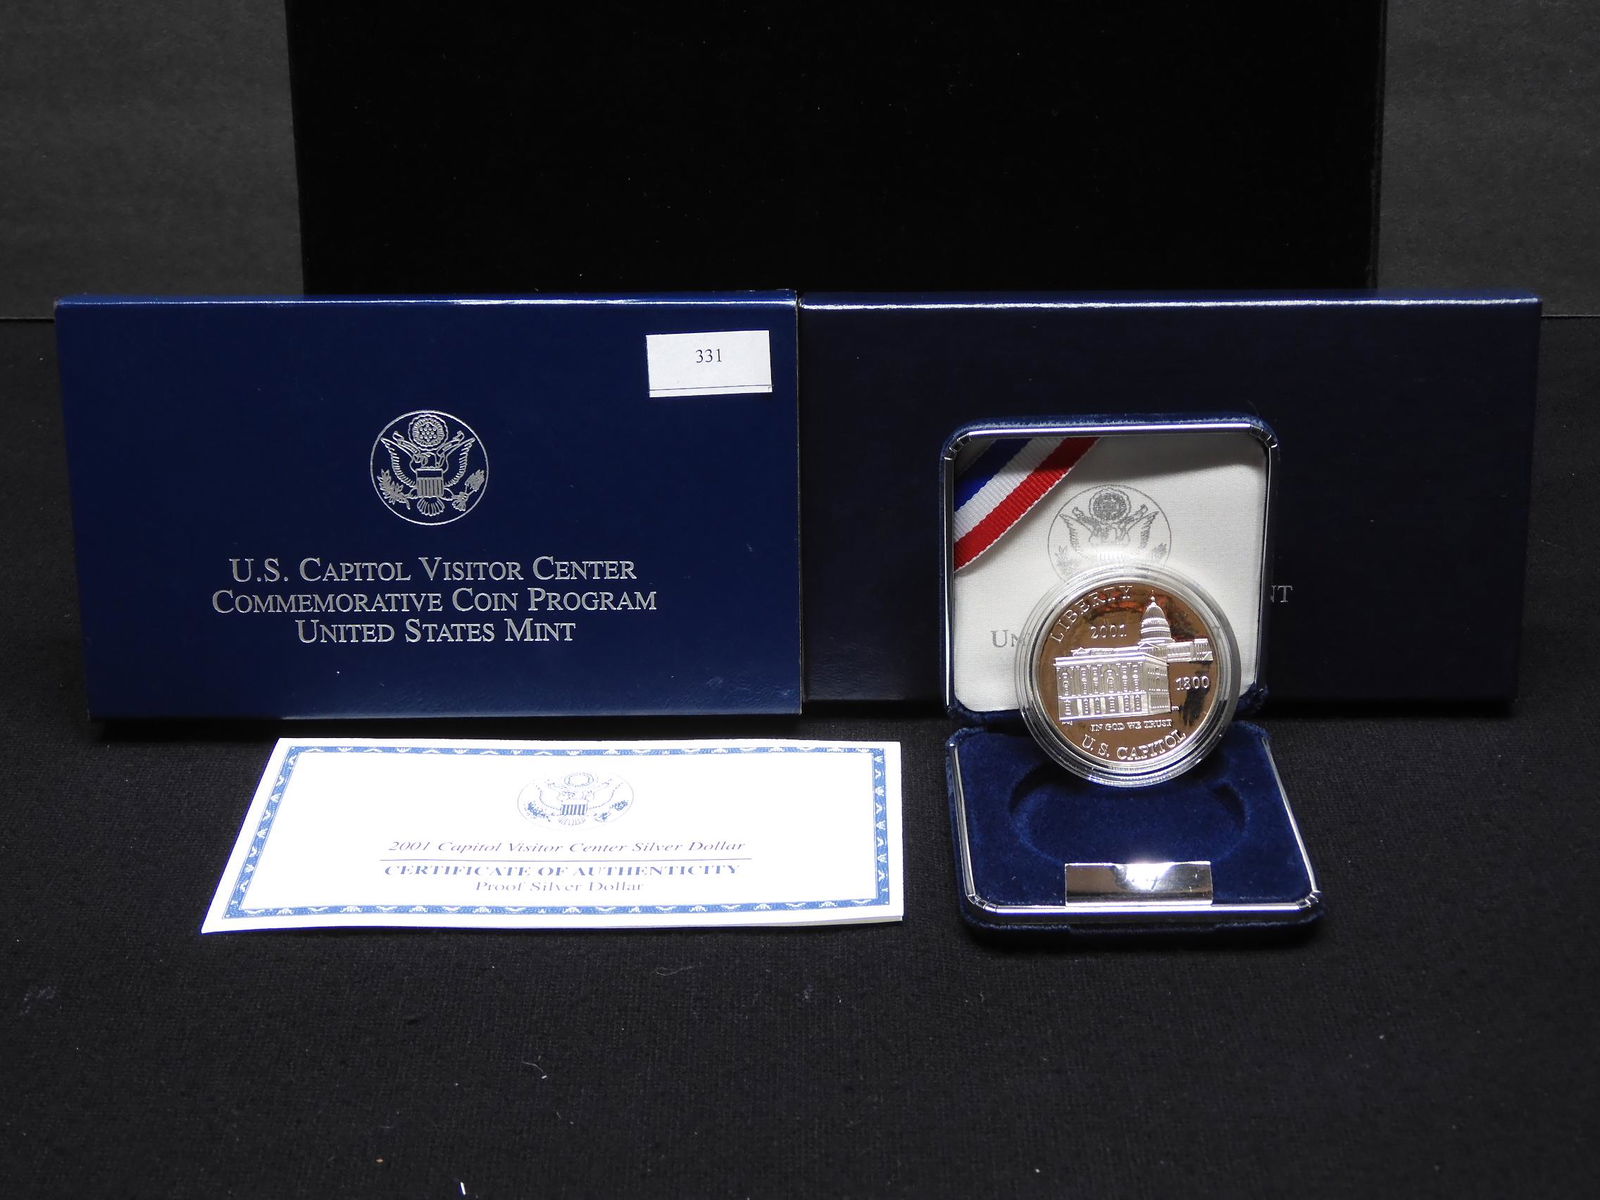 331
U.S. CAPITOL VISITOR CENTER
COMMEMORATIVE COIN PROGRAM
UNITED STATES MINT
LIBERTY
2001
1800
IN GOD WE TRUST
U.S. CAPITOL
2001 Capitol Visitor Center Silver Dollar
CERTIFICATE OF AUTHENTICITY
Proof Silver Dollar